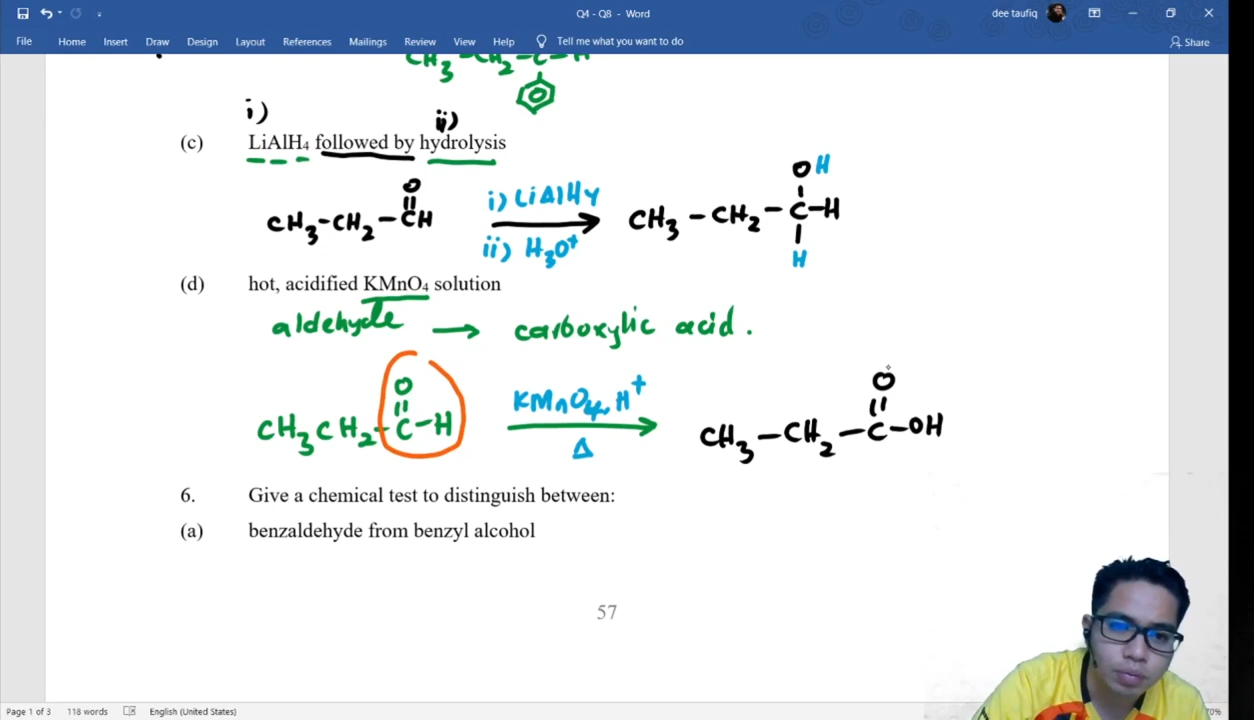 Q4 - Q8 - Word
dee taufiq
File Home Insert Draw Design Layout References Mailings Review View Help Tell me what you want to do Share
CH3-CH2-C-H
i) ii)
(c) LiAlH4 followed by hydrolysis
O
CH3-CH2-CH
i) LiAlH4
ii) H3O+
OH
CH3-CH2-C-H
H
(d) hot, acidified KMnO4 solution
aldehyde → carboxylic acid.
O
CH3CH2-C-H
KMnO4, H+
Δ
O
CH3-CH2-C-OH
6. Give a chemical test to distinguish between:
(a) benzaldehyde from benzyl alcohol
57
Page 1 of 3 118 words English (United States) 70%